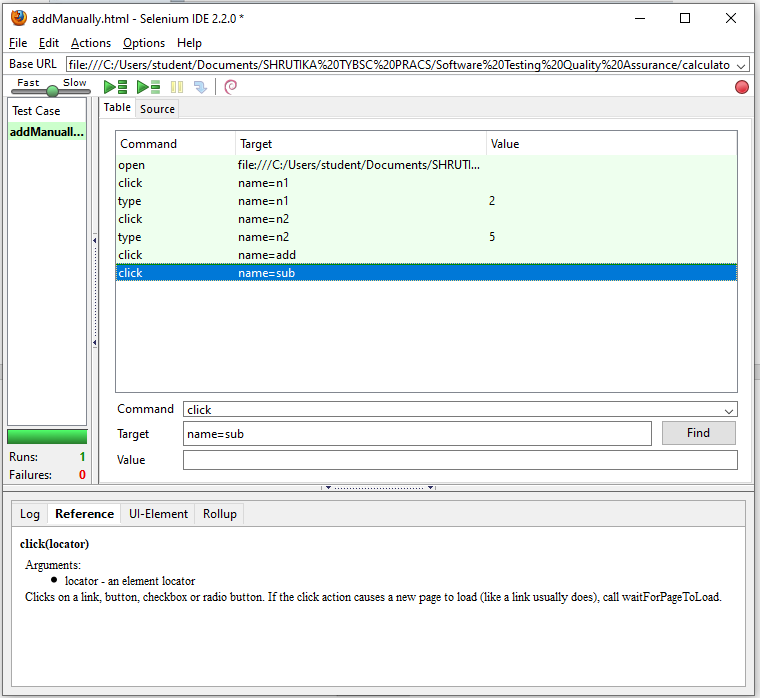 addManually.html - Selenium IDE 2.2.0 *
File Edit Actions Options Help
Base URL file:///C:/Users/student/Documents/SHRUTIKA%20TYBSC%20PRACS/Software%20Testing%20Quality%20Assurance/calculato
Fast Slow
Test Case
addManuall...
Table Source
Command Target Value
open file:///C:/Users/student/Documents/SHRUTI...
click name=n1
type name=n1 2
click name=n2
type name=n2 5
click name=add
click name=sub
Command click
Target name=sub Find
Value
Runs: 1
Failures: 0
Log Reference UI-Element Rollup
click(locator)
Arguments:
• locator - an element locator
Clicks on a link, button, checkbox or radio button. If the click action causes a new page to load (like a link usually does), call waitForPageToLoad.